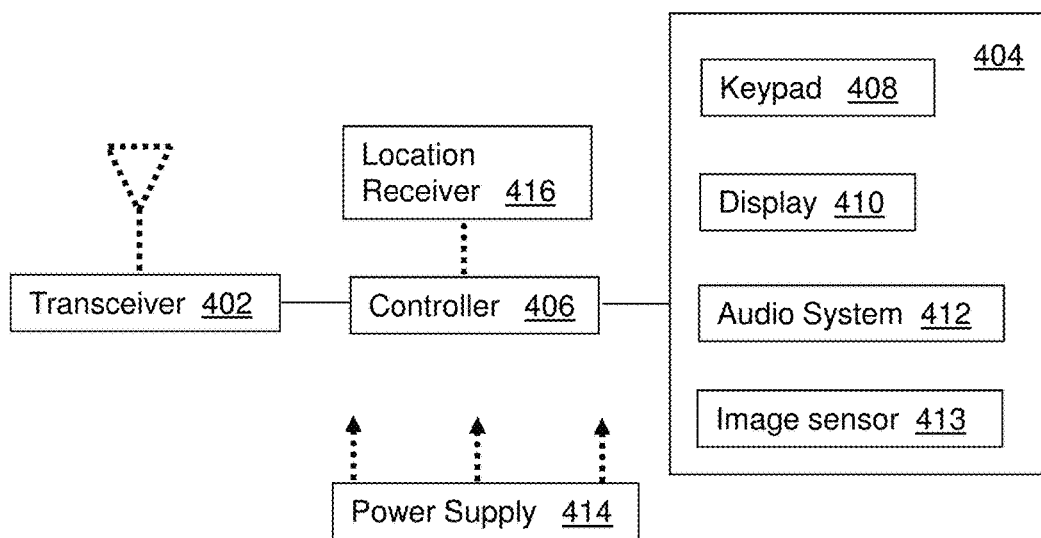 404
Keypad 408
Location
Receiver 416
Display 410
Transceiver 402
Controller 406
Audio System 412
Image sensor 413
Power Supply 414